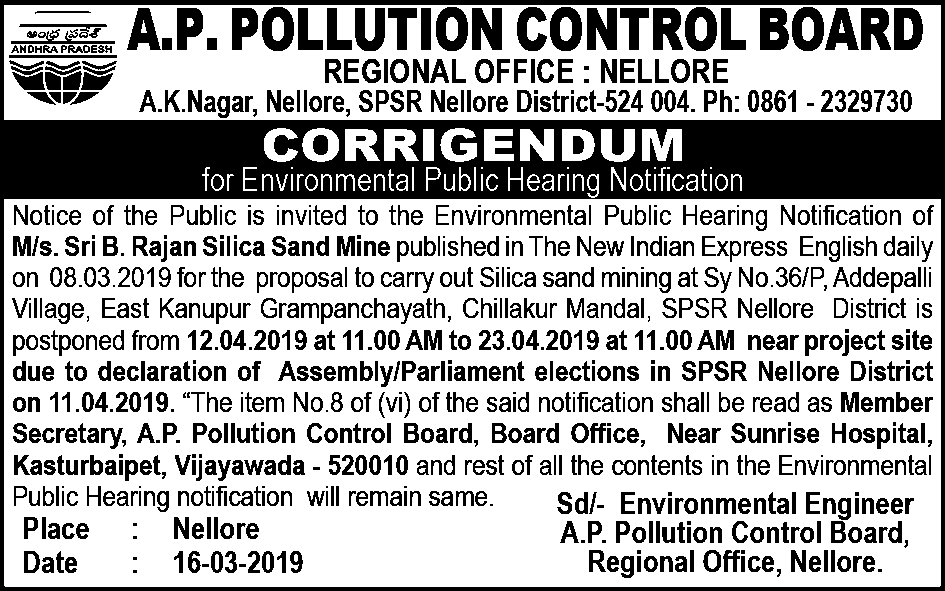 ఆంధ్ర ప్రదేశ్
ANDHRA PRADESH
A.P. POLLUTION CONTROL BOARD
REGIONAL OFFICE : NELLORE
A.K.Nagar, Nellore, SPSR Nellore District-524 004. Ph: 0861 - 2329730
CORRIGENDUM
for Environmental Public Hearing Notification
Notice of the Public is invited to the Environmental Public Hearing Notification of
M/s. Sri B. Rajan Silica Sand Mine published in The New Indian Express English daily
on 08.03.2019 for the proposal to carry out Silica sand mining at Sy No.36/P, Addepalli
Village, East Kanupur Grampanchayath, Chillakur Mandal, SPSR Nellore District is
postponed from 12.04.2019 at 11.00 AM to 23.04.2019 at 11.00 AM near project site
due to declaration of Assembly/Parliament elections in SPSR Nellore District
on 11.04.2019. “The item No.8 of (vi) of the said notification shall be read as Member
Secretary, A.P. Pollution Control Board, Board Office, Near Sunrise Hospital,
Kasturbaipet, Vijayawada - 520010 and rest of all the contents in the Environmental
Public Hearing notification will remain same.
Sd/- Environmental Engineer
A.P. Pollution Control Board,
Regional Office, Nellore.
Place : Nellore
Date : 16-03-2019